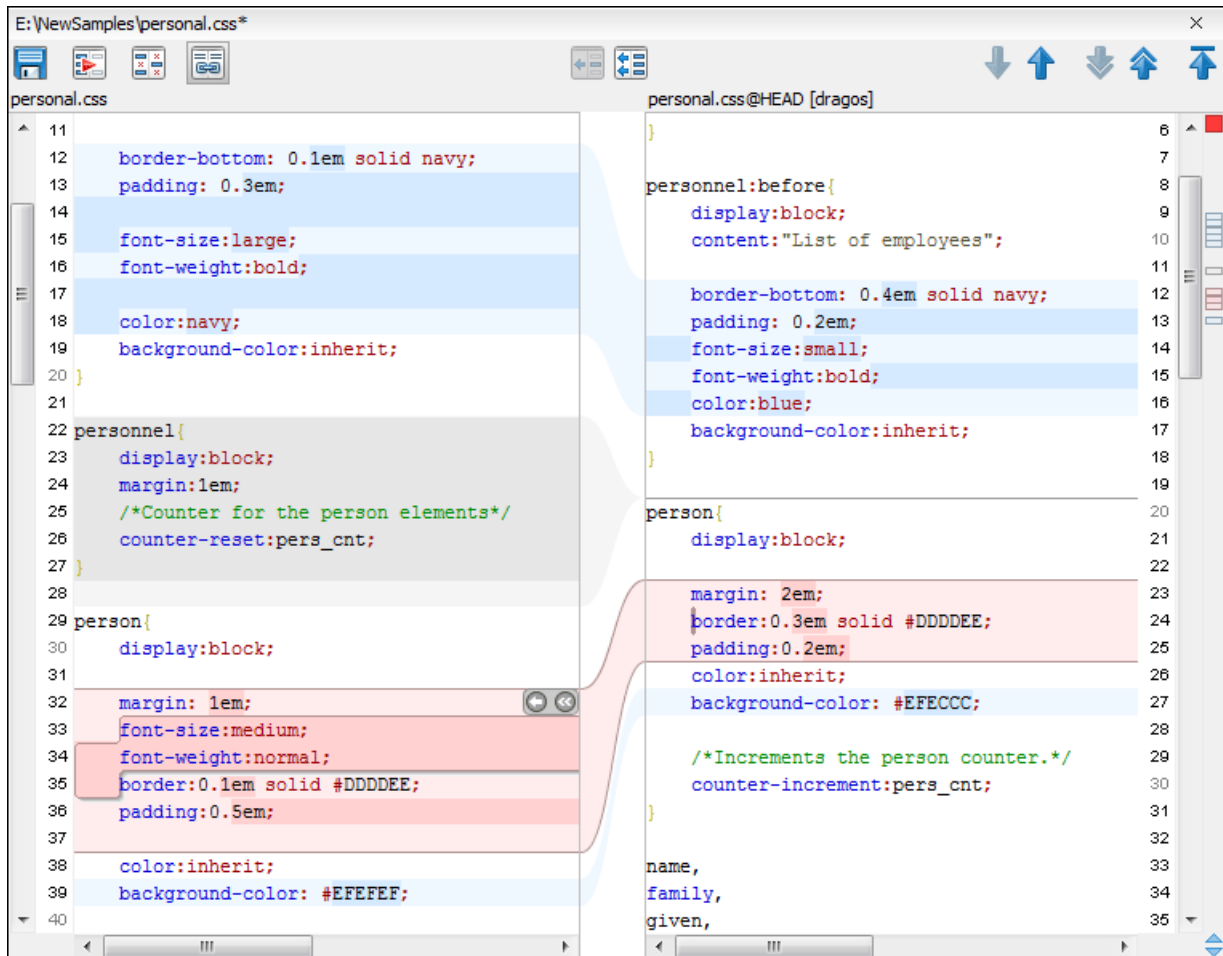 E:\NewSamples\personal.css*
personal.css
11
12 border-bottom: 0.1em solid navy;
13 padding: 0.3em;
14
15 font-size:large;
16 font-weight:bold;
17
18 color:navy;
19 background-color:inherit;
20 }
21
22 personnel{
23 display:block;
24 margin:1em;
25 /*Counter for the person elements*/
26 counter-reset:pers_cnt;
27 }
28
29 person{
30 display:block;
31
32 margin: 1em;
33 font-size:medium;
34 font-weight:normal;
35 border:0.1em solid #DDDDEE;
36 padding:0.5em;
37
38 color:inherit;
39 background-color: #EFEFEF;
40
personal.css@HEAD [dragos]
} 6
7
personnel:before{ 8
display:block; 9
content:"List of employees"; 10
11
border-bottom: 0.4em solid navy; 12
padding: 0.2em; 13
font-size:small; 14
font-weight:bold; 15
color:blue; 16
background-color:inherit; 17
} 18
19
person{ 20
display:block; 21
22
margin: 2em; 23
border:0.3em solid #DDDDEE; 24
padding:0.2em; 25
color:inherit; 26
background-color: #EFECCC; 27
28
/*Increments the person counter.*/ 29
counter-increment:pers_cnt; 30
} 31
32
name, 33
family, 34
given, 35